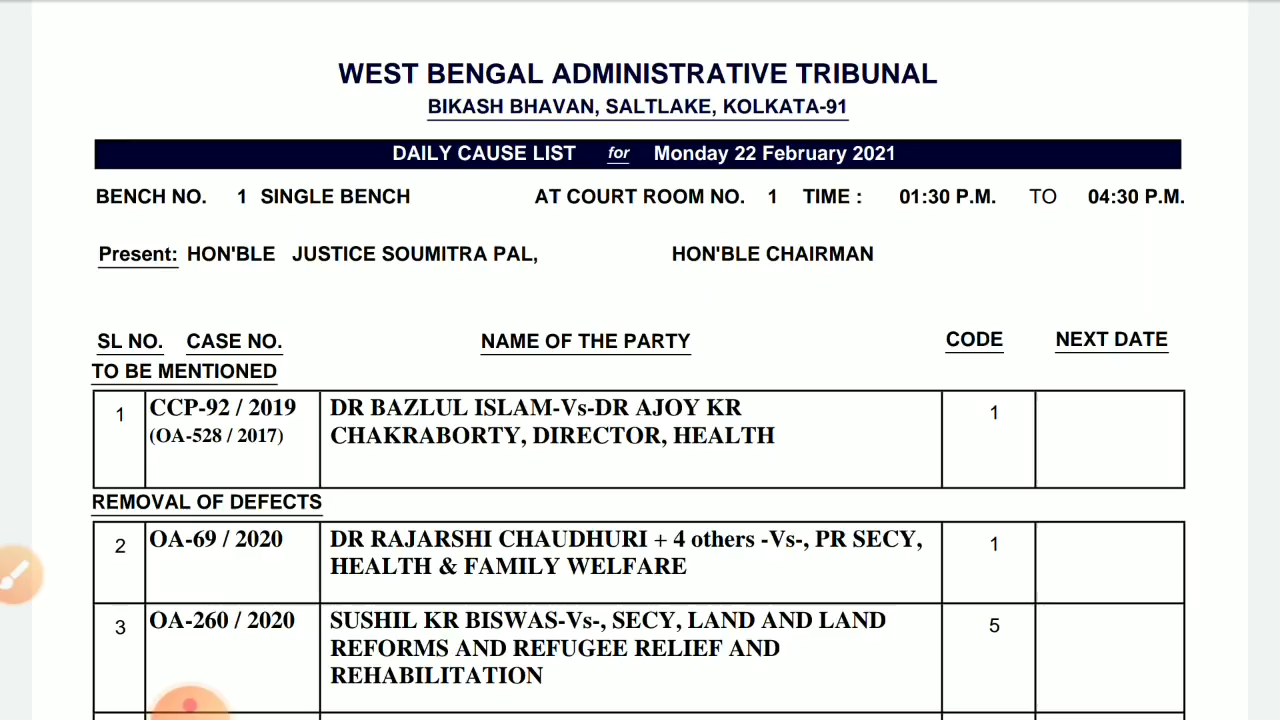 WEST BENGAL ADMINISTRATIVE TRIBUNAL
BIKASH BHAVAN, SALTLAKE, KOLKATA-91
DAILY CAUSE LIST for Monday 22 February 2021
BENCH NO. 1 SINGLE BENCH AT COURT ROOM NO. 1 TIME : 01:30 P.M. TO 04:30 P.M.
Present: HON'BLE JUSTICE SOUMITRA PAL, HON'BLE CHAIRMAN
SL NO. CASE NO. NAME OF THE PARTY CODE NEXT DATE
TO BE MENTIONED
1 CCP-92 / 2019 DR BAZLUL ISLAM-Vs-DR AJOY KR 1
(OA-528 / 2017) CHAKRABORTY, DIRECTOR, HEALTH
REMOVAL OF DEFECTS
2 OA-69 / 2020 DR RAJARSHI CHAUDHURI + 4 others -Vs-, PR SECY, 1
HEALTH & FAMILY WELFARE
3 OA-260 / 2020 SUSHIL KR BISWAS-Vs-, SECY, LAND AND LAND 5
REFORMS AND REFUGEE RELIEF AND
REHABILITATION